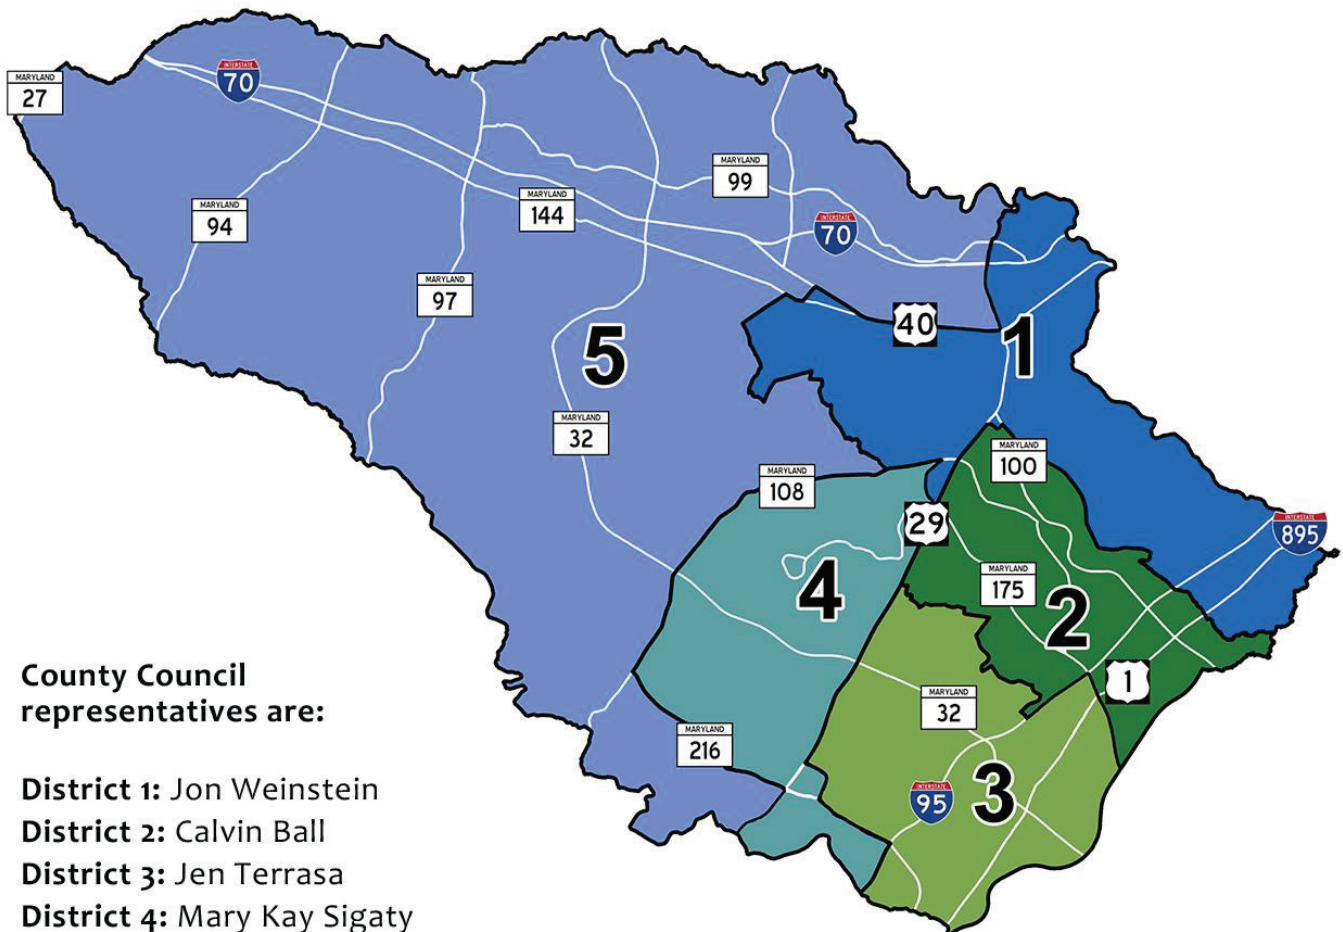 MARYLAND
27
INTERSTATE
70
MARYLAND
99
MARYLAND
94
MARYLAND
144
INTERSTATE
70
MARYLAND
97
40
1
5
MARYLAND
32
MARYLAND
100
MARYLAND
108
29
INTERSTATE
895
MARYLAND
175
4
2
1
MARYLAND
32
MARYLAND
216
INTERSTATE
95
3
County Council
representatives are:
District 1: Jon Weinstein
District 2: Calvin Ball
District 3: Jen Terrasa
District 4: Mary Kay Sigaty